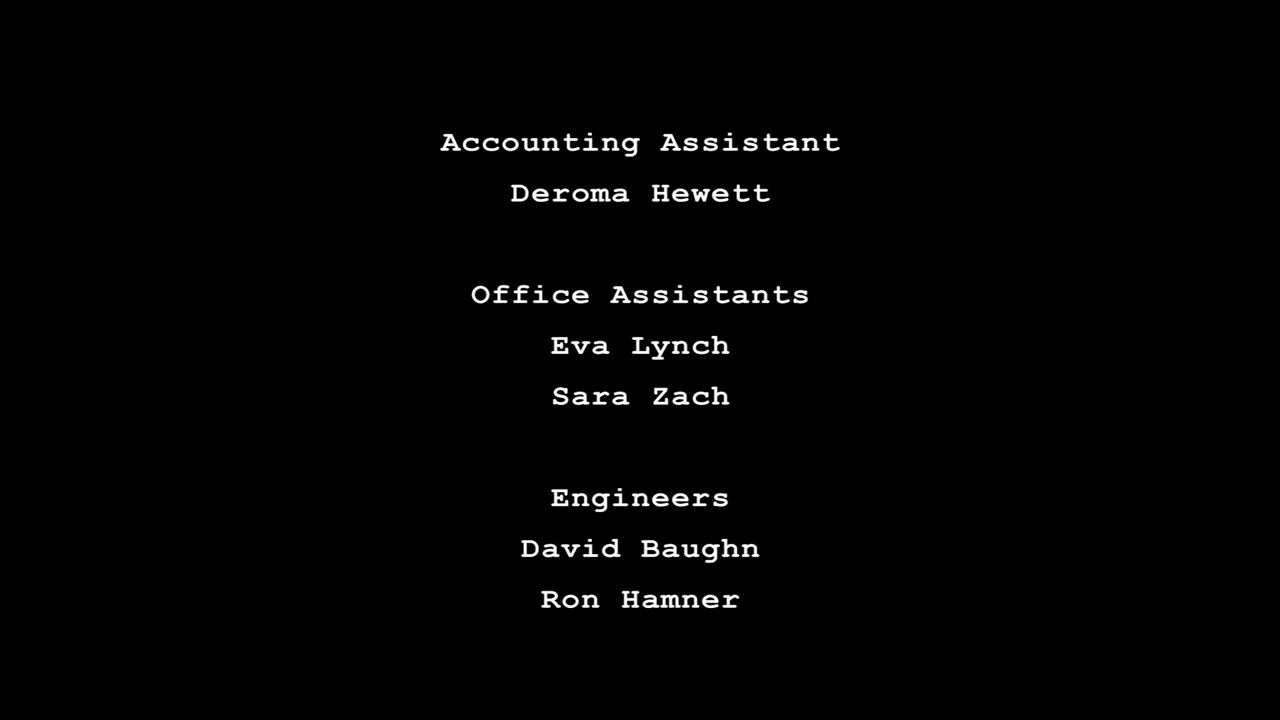 Accounting Assistant
Deroma Hewett
Office Assistants
Eva Lynch
Sara Zach
Engineers
David Baughn
Ron Hamner